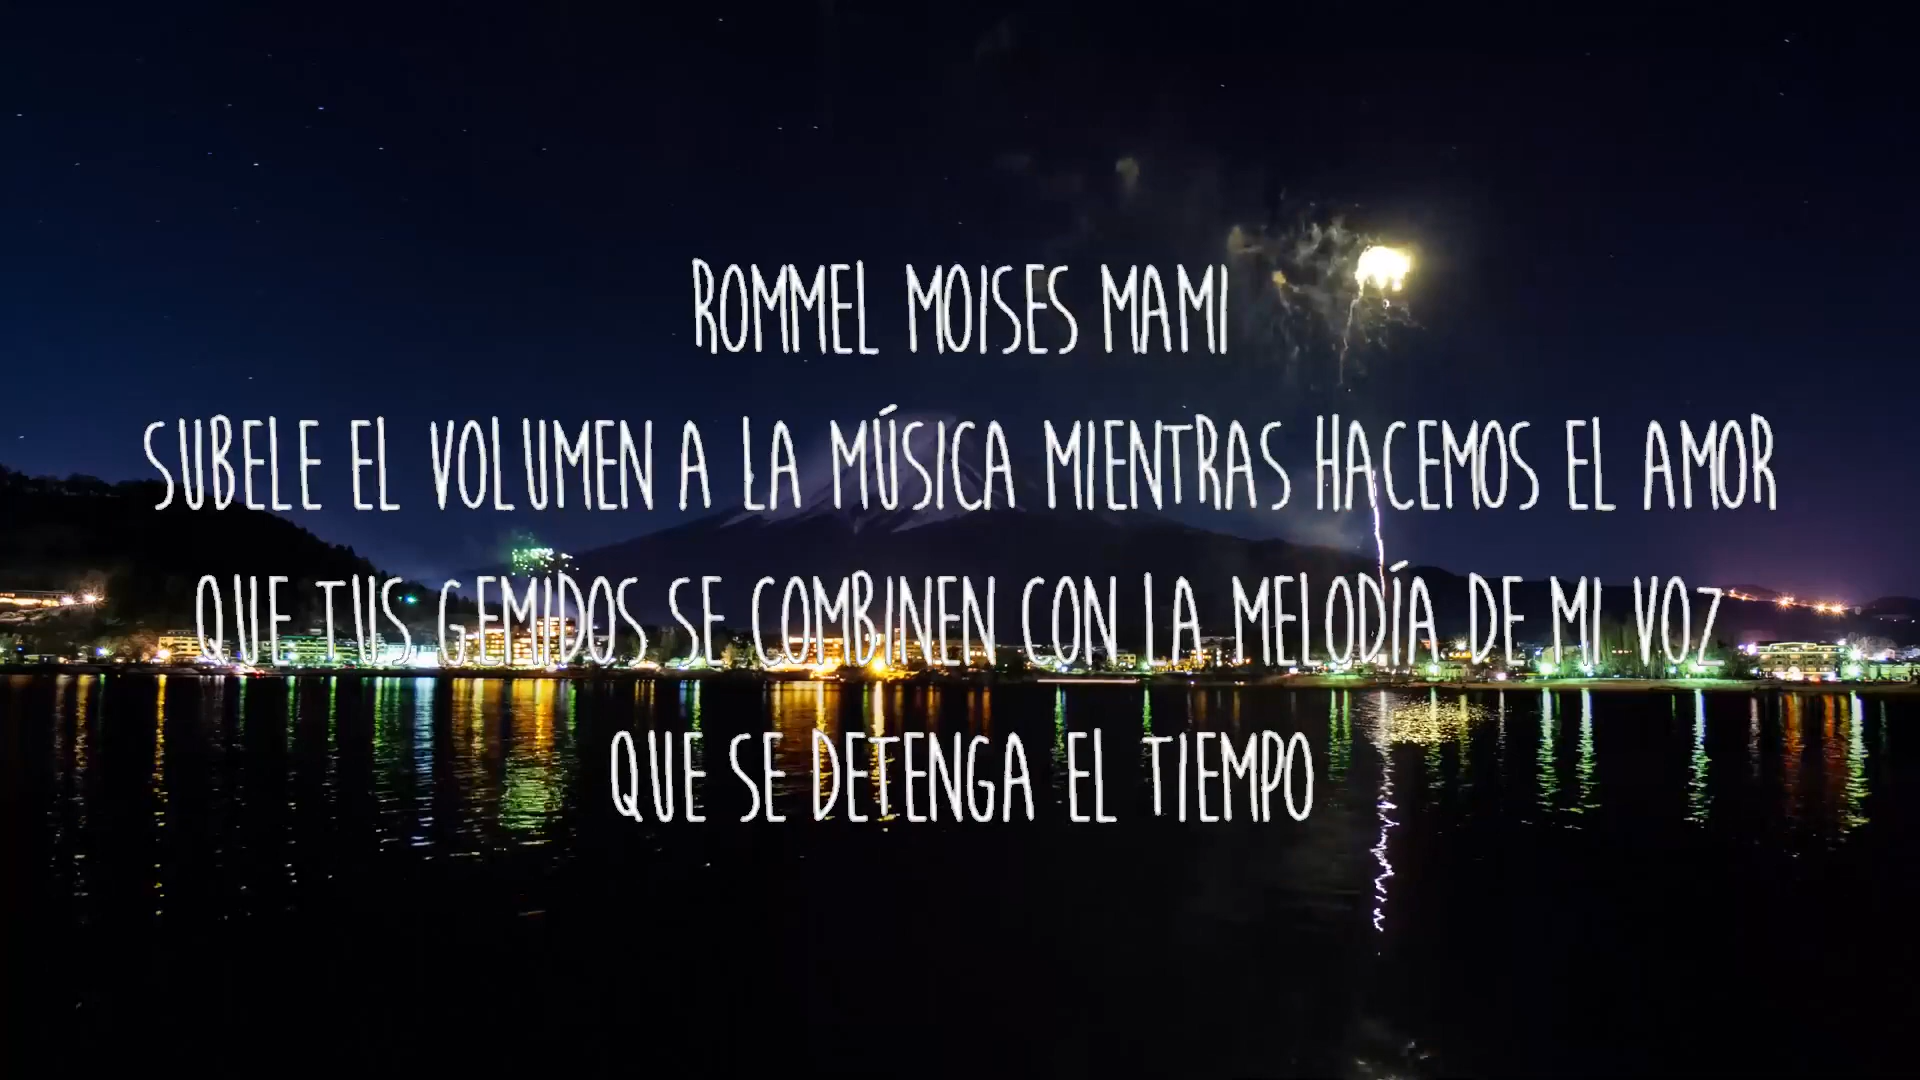 ROMMEL MOISES MAMI
SUBELE EL VOLUMEN A LA MÚSICA MIENTRAS HACEMOS EL AMOR
QUE TUS GEMIDOS SE COMBINEN CON LA MELODÍA DE MI VOZ
QUE SE DETENGA EL TIEMPO